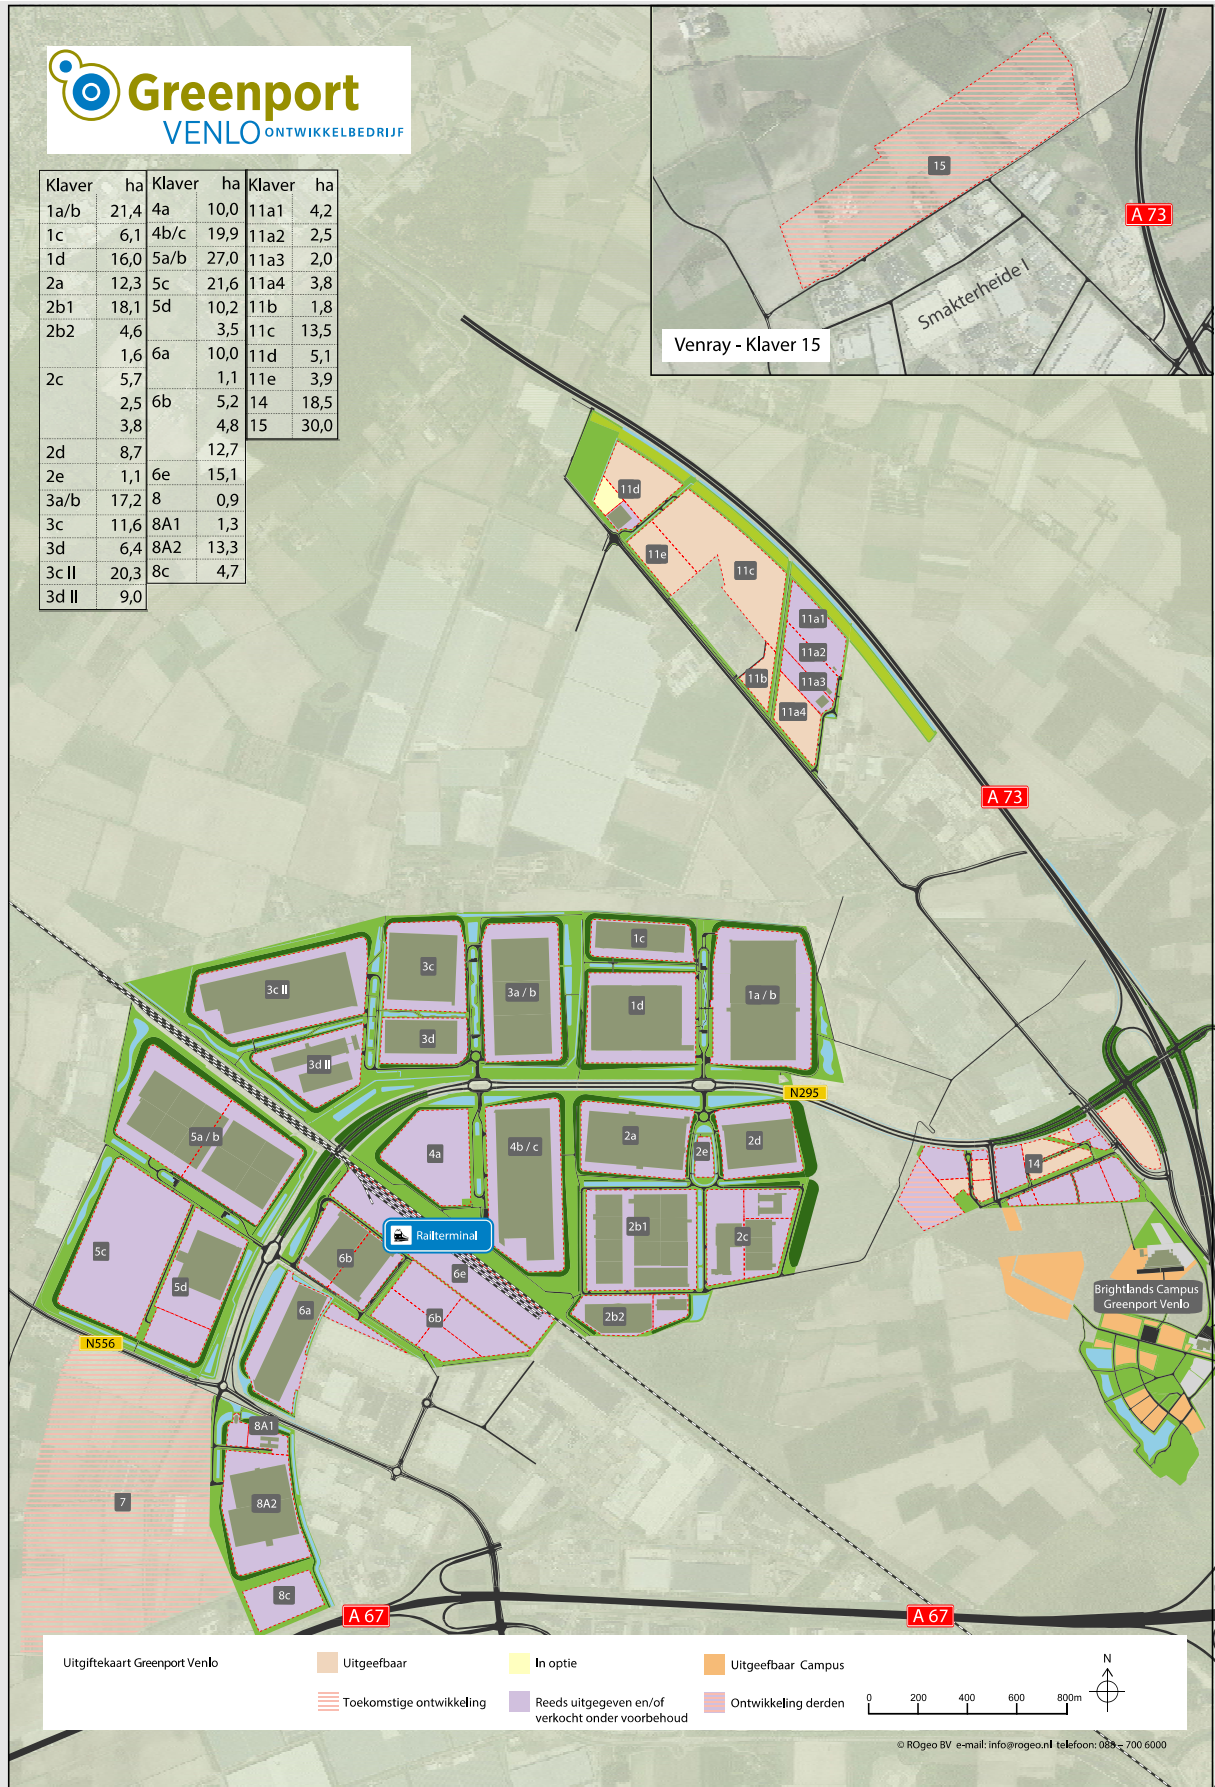 Greenport
VENLO ONTWIKKELBEDRIJF
Klaver ha
1a/b 21,4
1c 6,1
1d 16,0
2a 12,3
2b1 18,1
2b2 4,6
1,6
2c 5,7
2,5
3,8
2d 8,7
2e 1,1
3a/b 17,2
3c 11,6
3d 6,4
3c II 20,3
3d II 9,0
Klaver ha
4a 10,0
4b/c 19,9
5a/b 27,0
5c 21,6
5d 10,2
3,5
6a 10,0
1,1
6b 5,2
4,8
12,7
6e 15,1
8 0,9
8A1 1,3
8A2 13,3
8c 4,7
Klaver ha
11a1 4,2
11a2 2,5
11a3 2,0
11a4 3,8
11b 1,8
11c 13,5
11d 5,1
11e 3,9
14 18,5
15 30,0
15
A 73
Smakterheide I
Venray - Klaver 15
11d
11e
11c
11a1
11a2
11a3
11b
11a4
A 73
1c
3c
3c II
3a / b
1d
1a / b
3d
3d II
N295
5a / b
4a
4b / c
2a
2e
2d
14
Railterminal
2b1
2c
5c
6b
6e
5d
6a
6b
2b2
Brightlands Campus
Greenport Venlo
N556
8A1
7
8A2
8c
A 67
A 67
Uitgiftekaart Greenport Venlo
Uitgeefbaar
In optie
Uitgeefbaar Campus
Toekomstige ontwikkeling
Reeds uitgegeven en/of
verkocht onder voorbehoud
Ontwikkeling derden
0 200 400 600 800m
N
© ROgeo BV e-mail: info@rogeo.nl telefoon: 088 – 700 6000